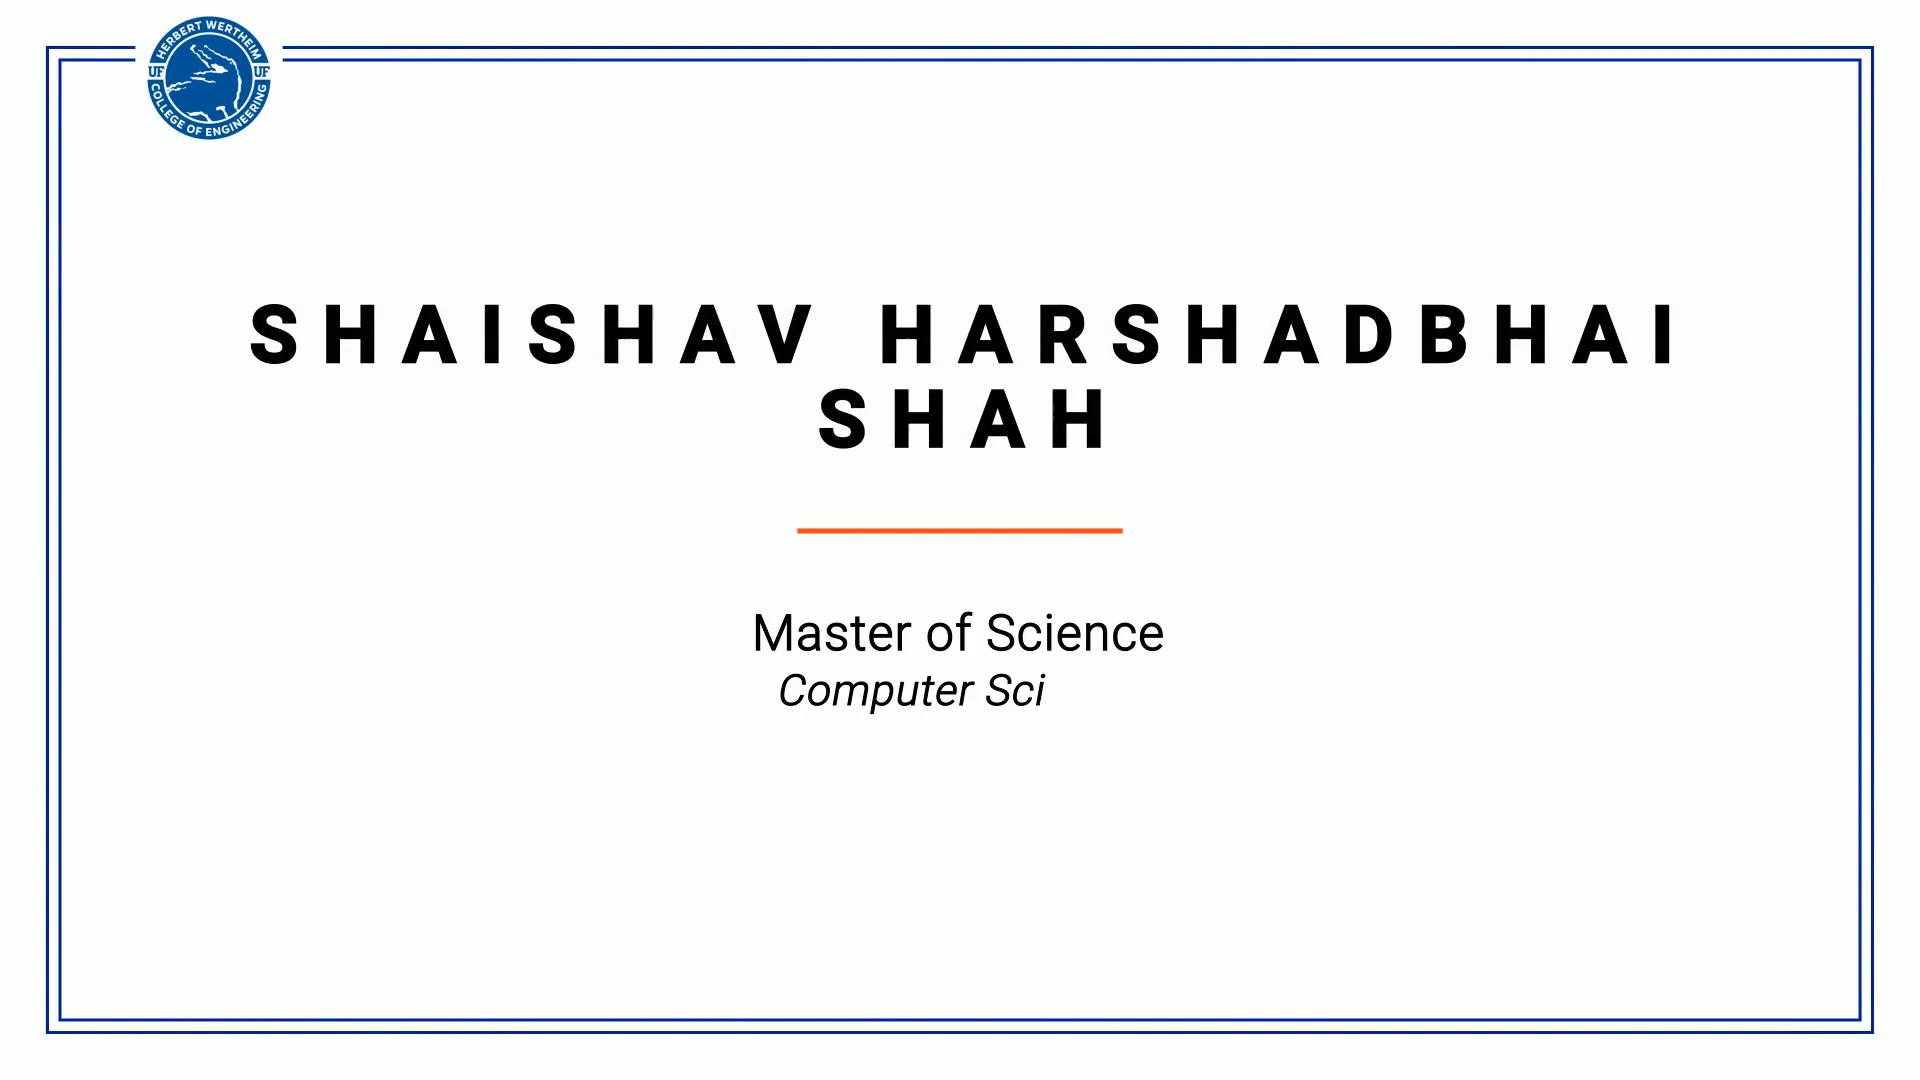 HERBERT WERTHEIM
UF UF
COLLEGE OF ENGINEERING
SHAISHAV HARSHADBHAI
SHAH
Master of Science
Computer Sci